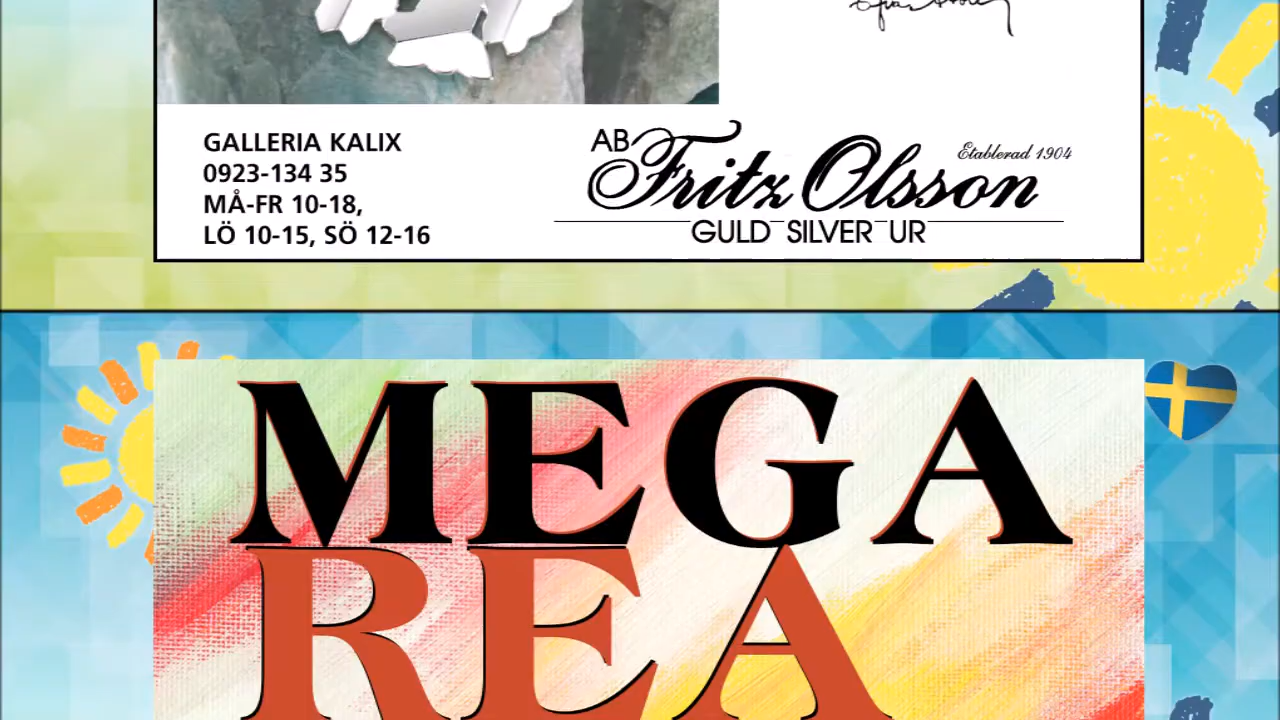 GALLERIA KALIX
0923-134 35
MÅ-FR 10-18,
LÖ 10-15, SÖ 12-16
AB Fritz Olsson
Etablerad 1904
GULD SILVER UR
MEGA
REA